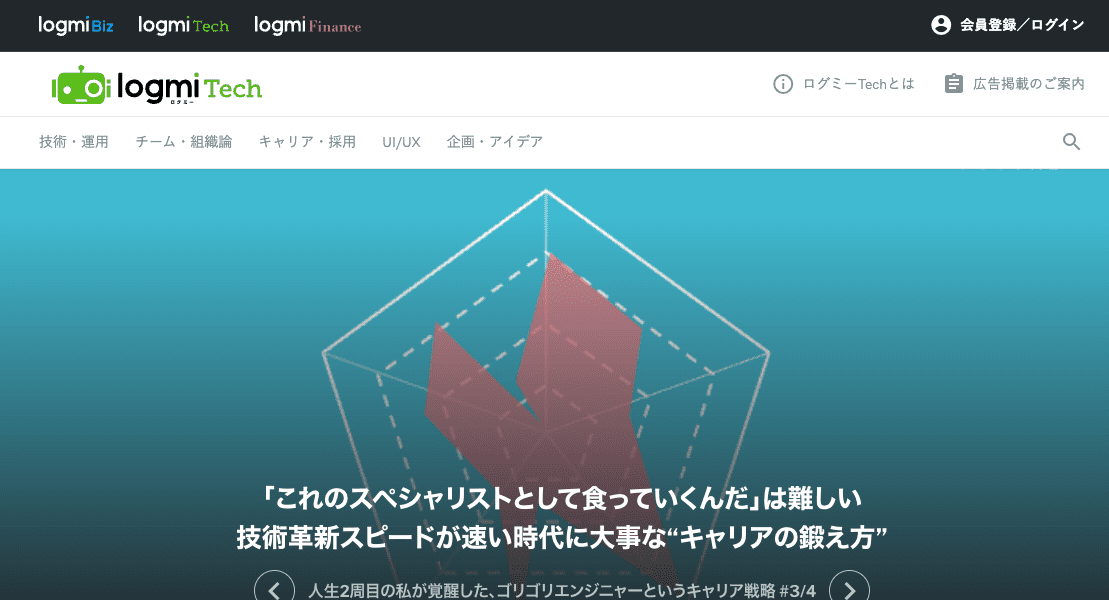 logmi Biz logmi Tech logmi Finance 会員登録／ログイン
logmi Tech ログミーTechとは 広告掲載のご案内
ログミー
技術・運用 チーム・組織論 キャリア・採用 UI/UX 企画・アイデア
「これのスペシャリストとして食っていくんだ」は難しい
技術革新スピードが速い時代に大事な“キャリアの鍛え方”
人生2周目の私が覚醒した、ゴリゴリエンジニャーというキャリア戦略 #3/4